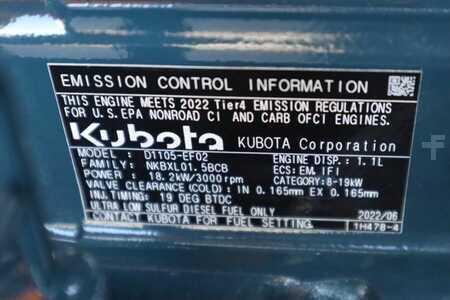 EMISSION CONTROL INFORMATION
THIS ENGINE MEETS 2022 Tier4 EMISSION REGULATIONS
FOR U.S.EPA NONROAD CI AND CARB OFCI ENGINES.
Kubota KUBOTA Corporation
MODEL : D1105-EF02 ENGINE DISP.: 1.1L
FAMILY: NKBXL01.5BCB ECS: EM, IFI
POWER : 18.2kW/3000rpm CATEGORY: 8-19kW
VALVE CLEARANCE (COLD): IN 0.165mm EX 0.165mm
INJ. TIMING: 19 DEG BTDC
ULTRA LOW SULFUR DIESEL FUEL ONLY 2022/06
CONTACT KUBOTA FOR FUEL SETTING. 1H478-4